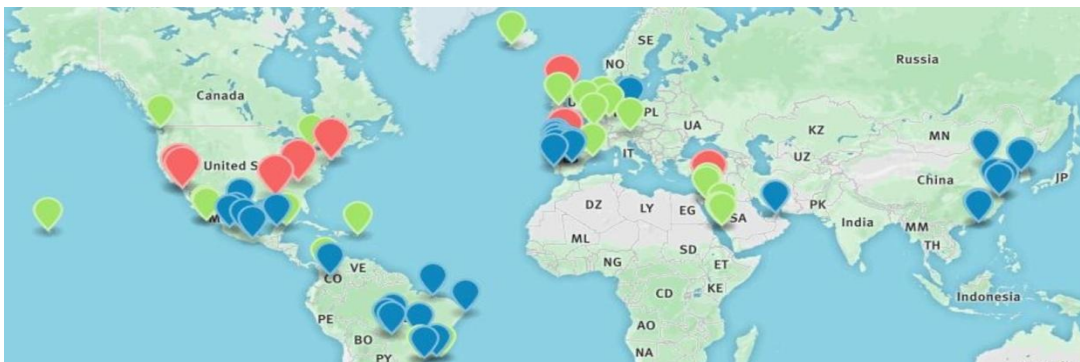 SE
NO
Russia
Canada
PL
UA
KZ
MN
United S
IT
UZ
China
JP
DZ
LY
EG
SA
PK
India
MM
ML
TH
NG
SD
ET
VE
CO
CD
KE
Indonesia
PE
AO
BO
NA
PY